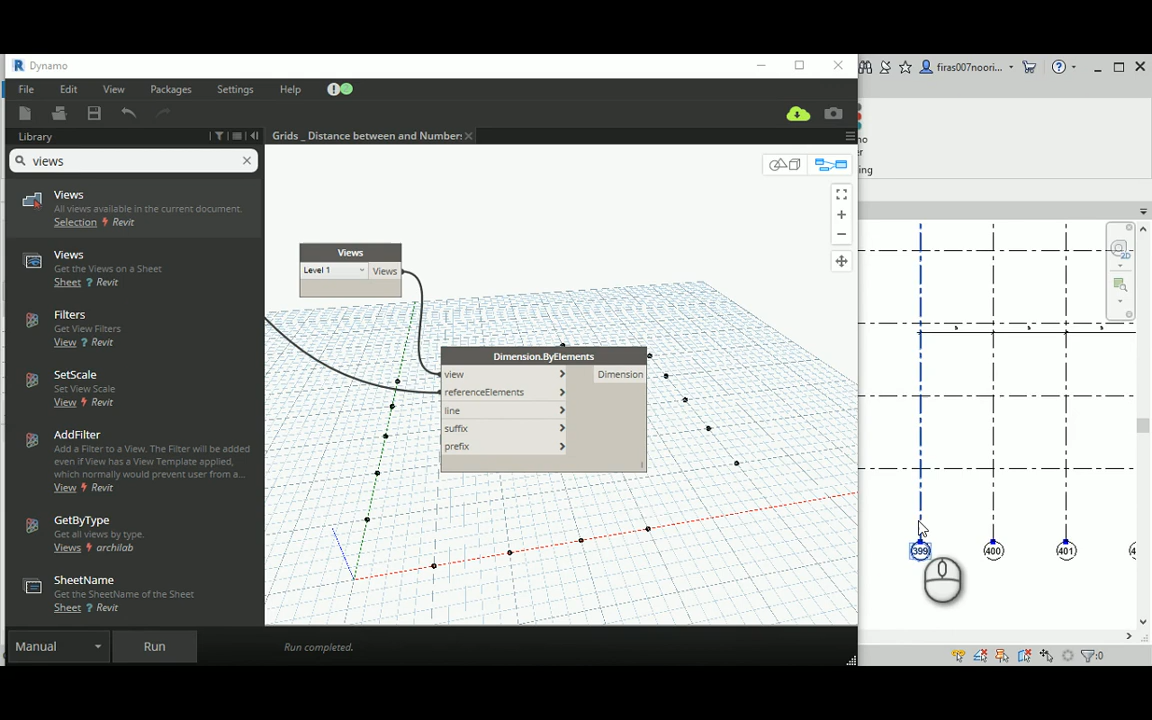 Dynamo
firas007noori...
File Edit View Packages Settings Help
Library
Grids _ Distance between and Number:
views
Views
All views available in the current document.
Selection Revit
Views
Get the Views on a Sheet
Sheet ? Revit
Filters
Get View Filters
View ? Revit
SetScale
Set View Scale
View Revit
AddFilter
Add a Filter to a View. The Filter will be added
even if View has a View Template applied,
which normally would prevent user from a...
View Revit
GetByType
Get all views by type.
Views archilab
SheetName
Get the SheetName of the Sheet
Sheet ? Revit
Manual
Run
Run completed.
Views
Level 1
Views
Dimension.ByElements
view > Dimension
referenceElements >
line >
suffix >
prefix >
ing
2D
399
400
401
:0